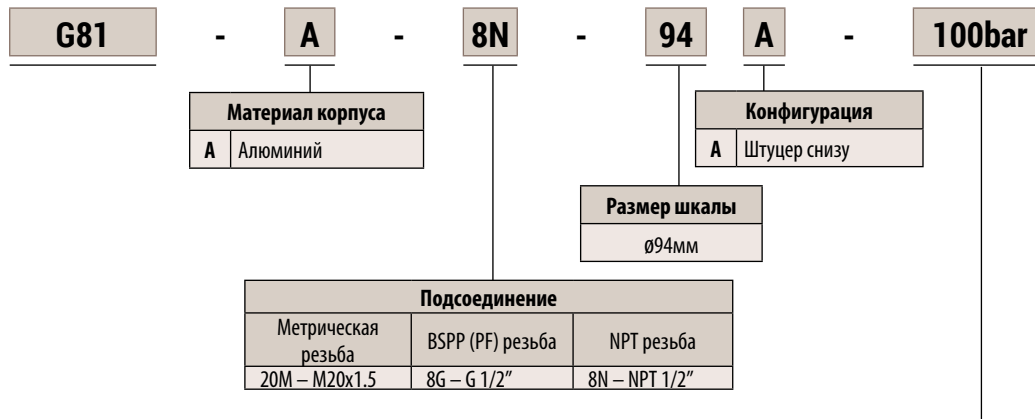 G81 - A - 8N - 94 A - 100bar
Материал корпуса
A Алюминий
Конфигурация
A Штуцер снизу
Размер шкалы
ø94мм
Подсоединение
Метрическая резьба
BSPP (PF) резьба
NPT резьба
20M – M20x1.5
8G – G 1/2”
8N – NPT 1/2”